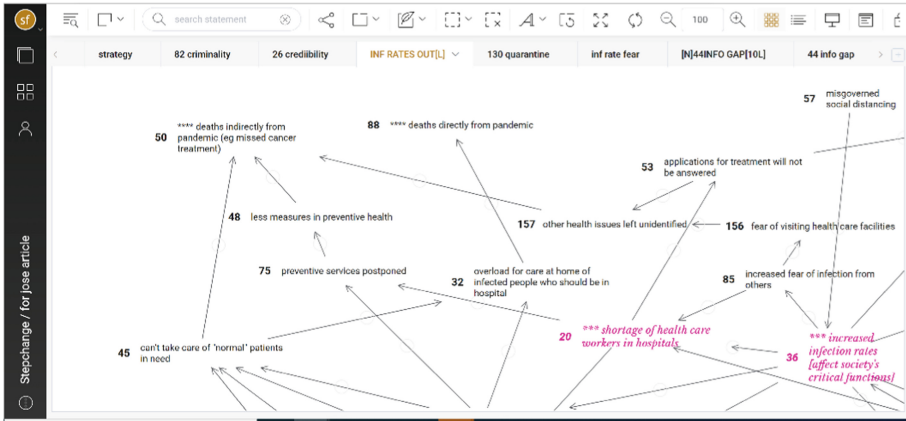 sf
search statement
100
strategy
82 criminality
26 crediibility
INF RATES OUT[L]
130 quarantine
inf rate fear
[N]44INFO GAP[10L]
44 info gap
57 misgoverned
social distancing
50 **** deaths indirectly from
pandemic (eg missed cancer
treatment)
88 **** deaths directly from pandemic
53 applications for treatment will not
be answered
48 less measures in preventive health
157 other health issues left unidentified
156 fear of visiting health care facilities
75 preventive services postponed
32 overload for care at home of
infected people who should be in
hospital
85 increased fear of infection from
others
20 *** shortage of health care
workers in hospitals
45 can't take care of "normal" patients
in need
36 *** increased
infection rates
[affect society's
critical functions]
Stepchange / for jose article